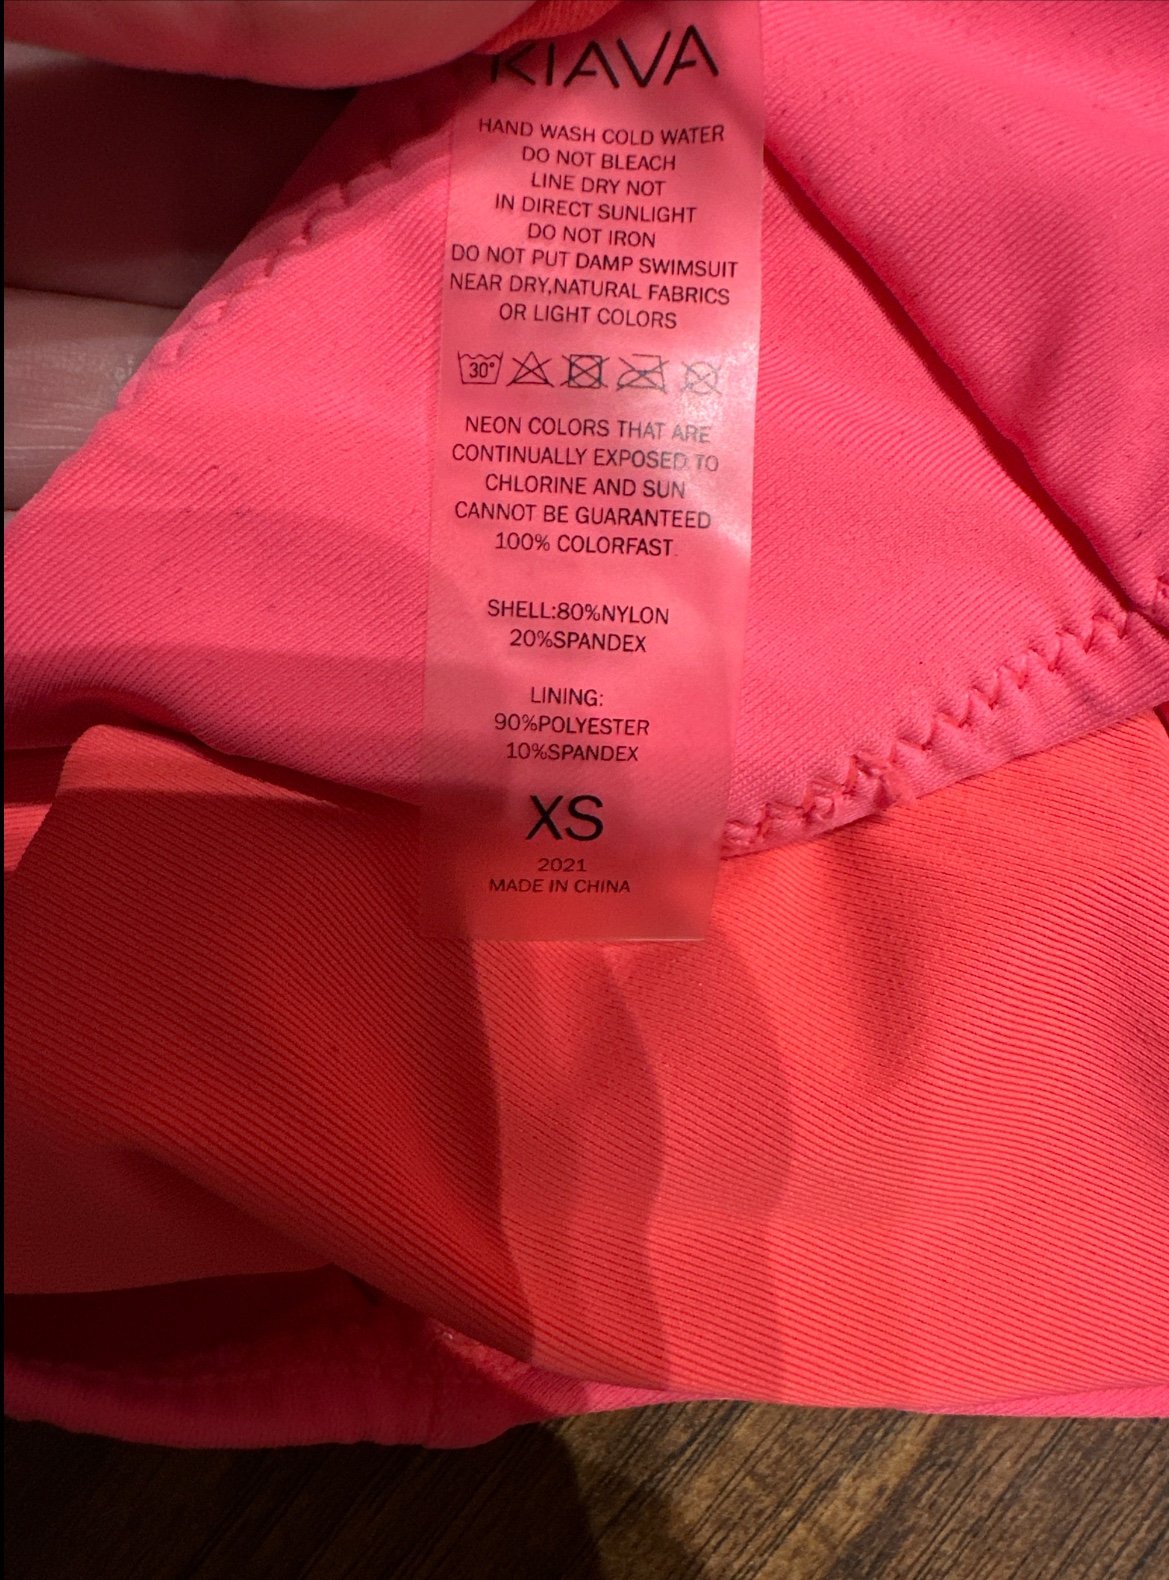 KIAVA
HAND WASH COLD WATER
DO NOT BLEACH
LINE DRY NOT
IN DIRECT SUNLIGHT
DO NOT IRON
DO NOT PUT DAMP SWIMSUIT
NEAR DRY,NATURAL FABRICS
OR LIGHT COLORS
30°
NEON COLORS THAT ARE
CONTINUALLY EXPOSED TO
CHLORINE AND SUN
CANNOT BE GUARANTEED
100% COLORFAST.
SHELL:80%NYLON
20%SPANDEX
LINING:
90%POLYESTER
10%SPANDEX
XS
2021
MADE IN CHINA